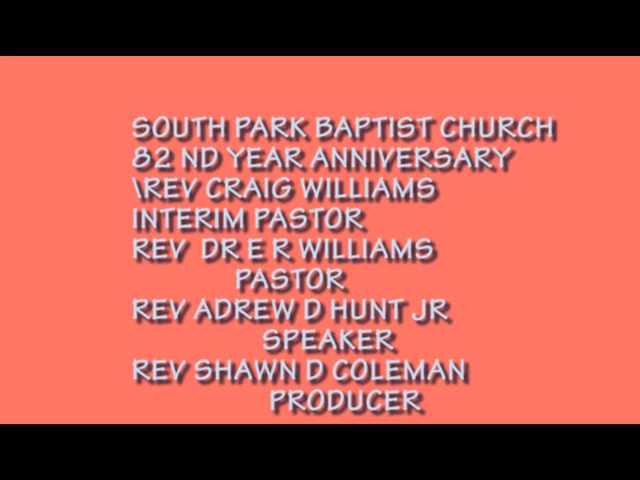 SOUTH PARK BAPTIST CHURCH
82 ND YEAR ANNIVERSARY
\REV CRAIG WILLIAMS
INTERIM PASTOR
REV DR E R WILLIAMS
PASTOR
REV ADREW D HUNT JR
SPEAKER
REV SHAWN D COLEMAN
PRODUCER